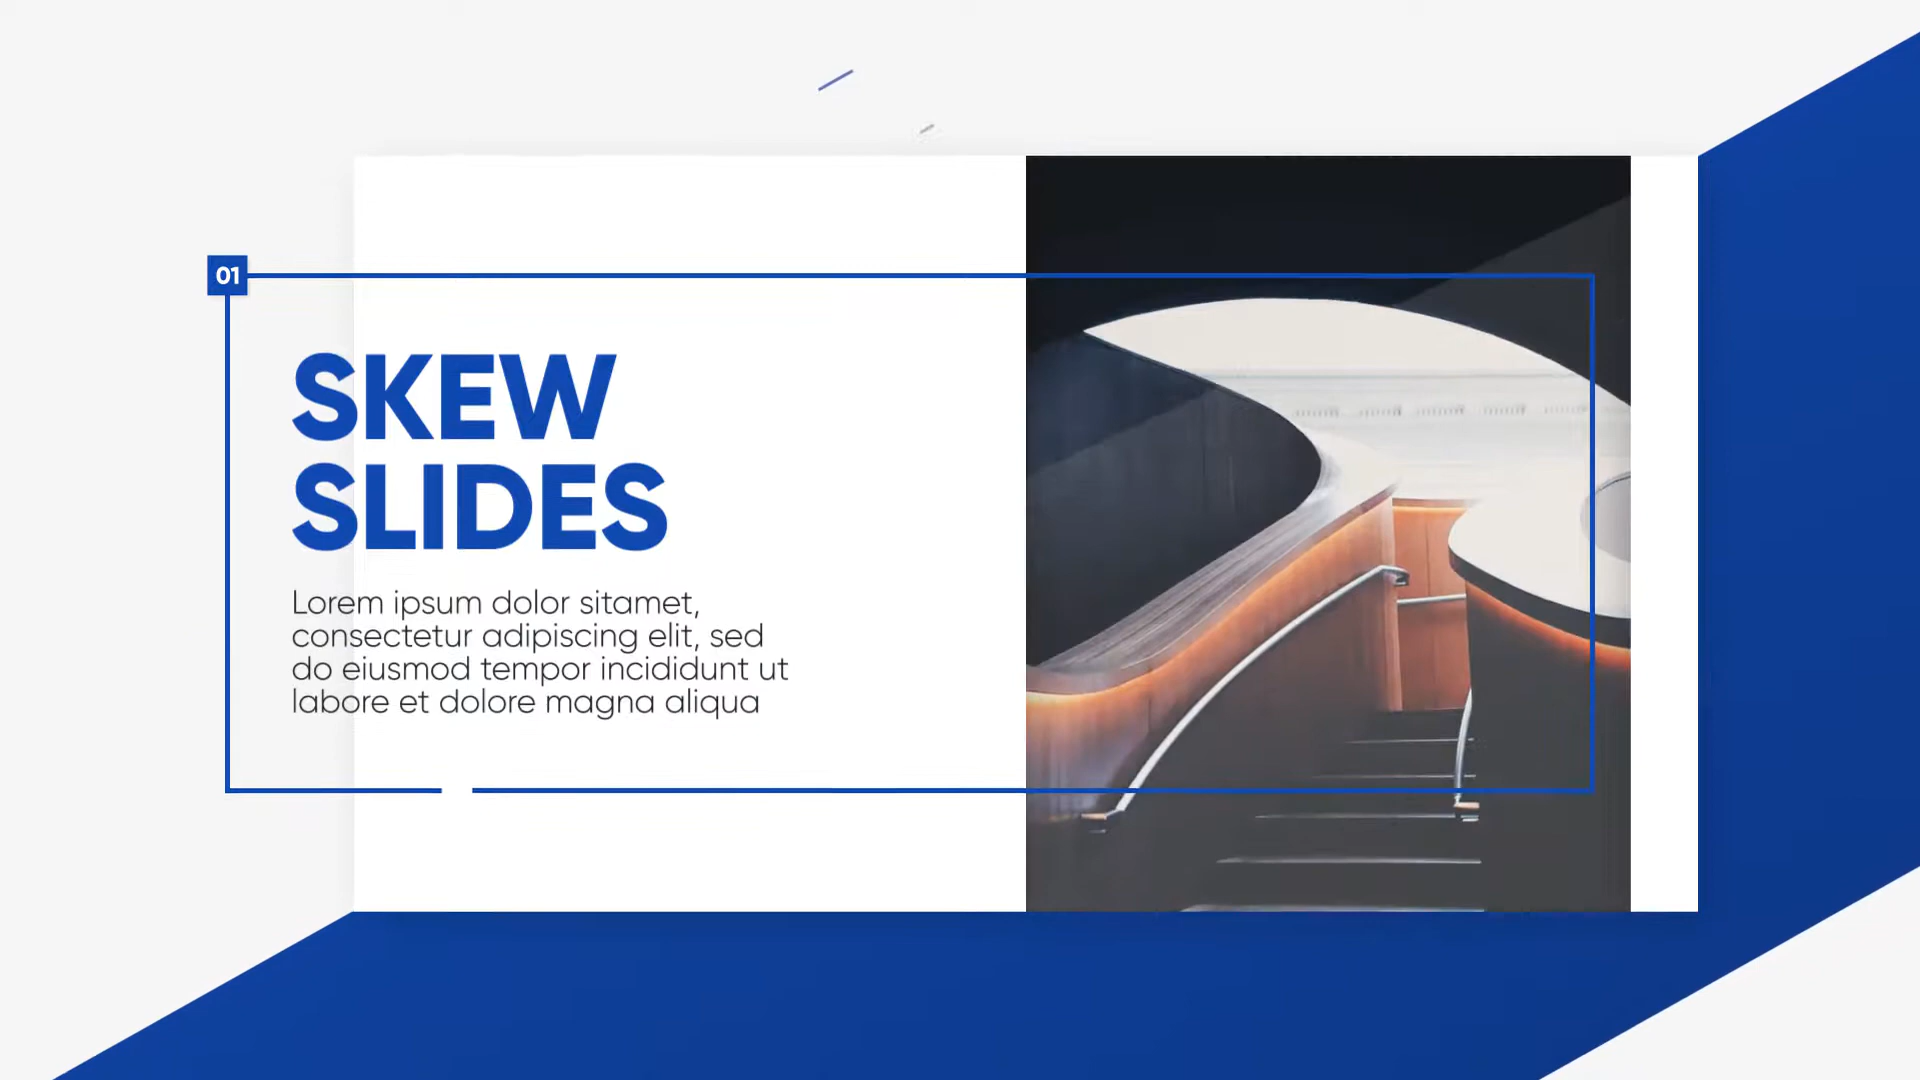 01
SKEW
SLIDES
Lorem ipsum dolor sitamet,
consectetur adipiscing elit, sed
do eiusmod tempor incididunt ut
labore et dolore magna aliqua